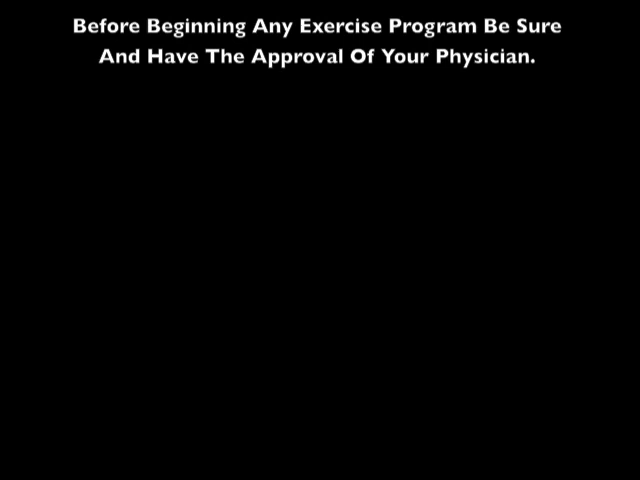 Before Beginning Any Exercise Program Be Sure
And Have The Approval Of Your Physician.